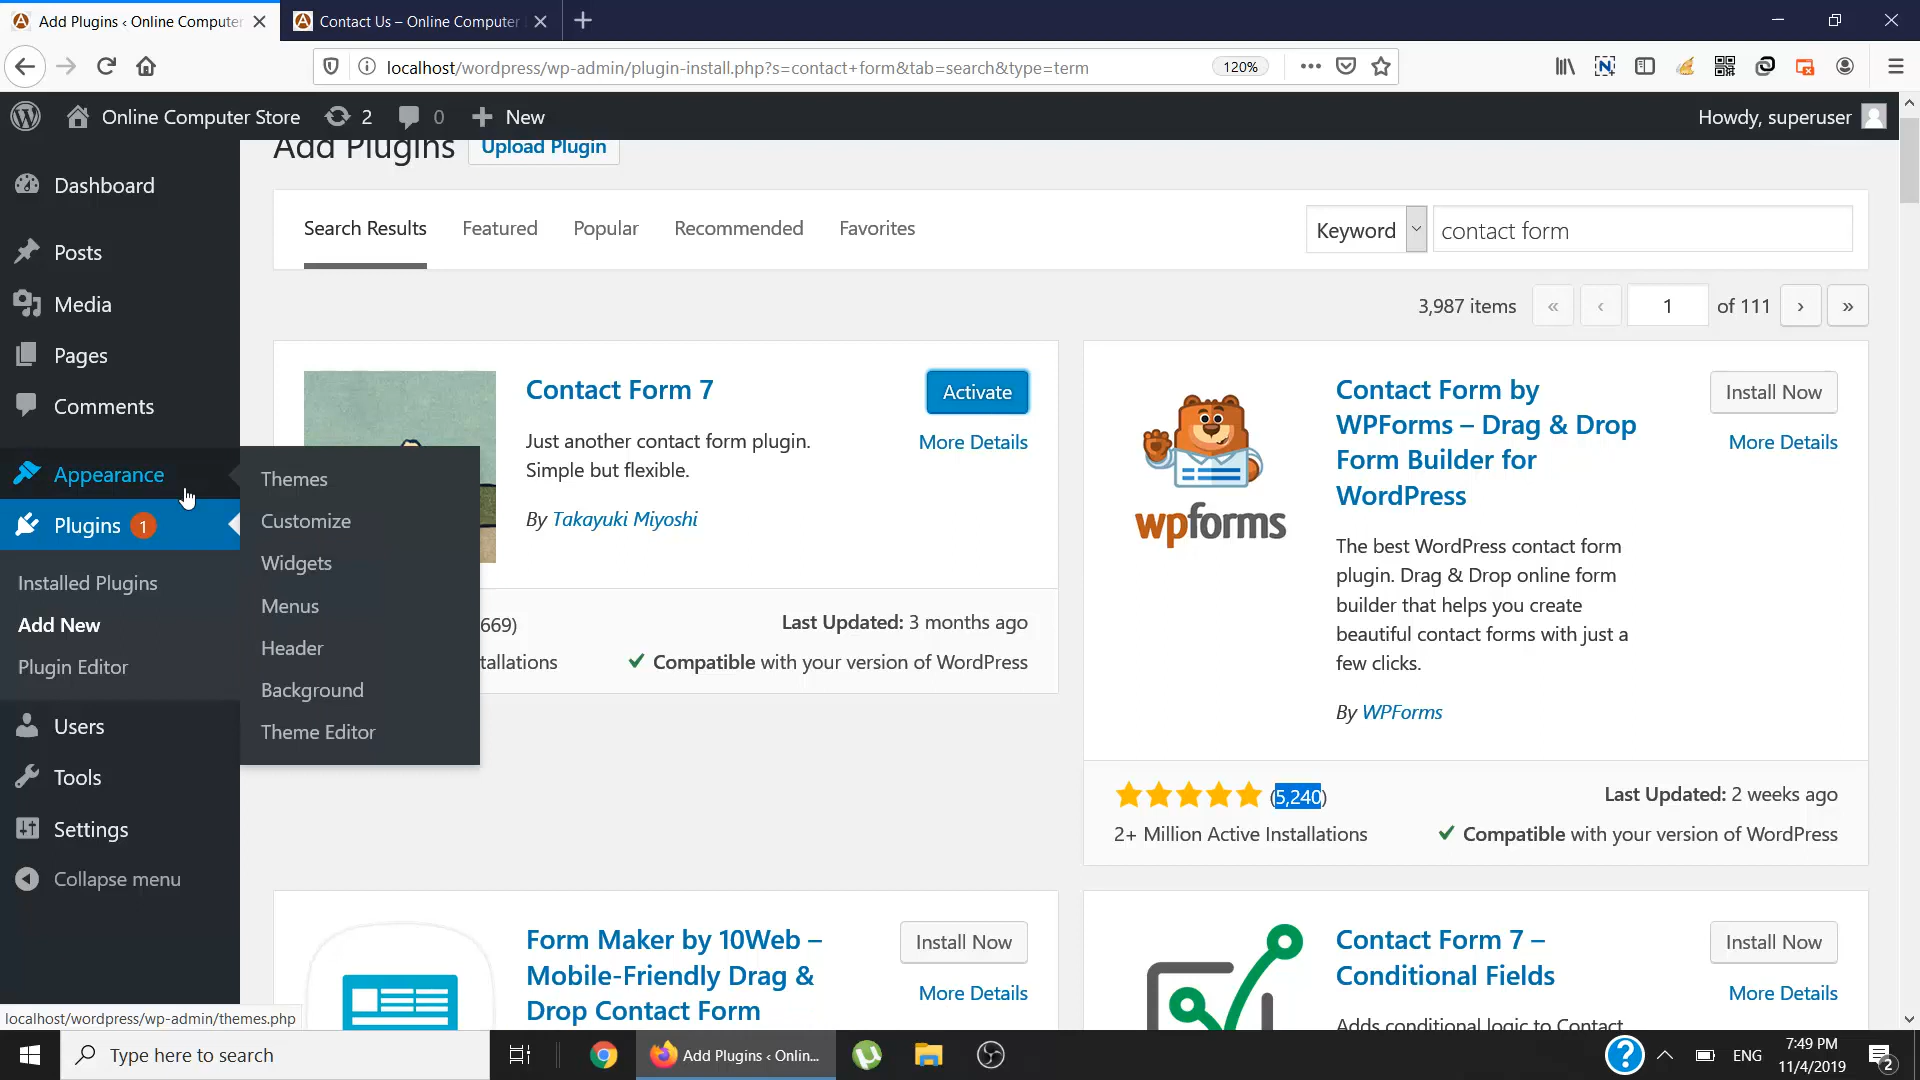 Add Plugins ‹ Online Computer
Contact Us – Online Computer
localhost/wordpress/wp-admin/plugin-install.php?s=contact+form&tab=search&type=term
120%
Online Computer Store
2
0
New
Howdy, superuser
Add Plugins
Upload Plugin
Dashboard
Posts
Media
Pages
Comments
Appearance
Plugins 1
Installed Plugins
Add New
Plugin Editor
Users
Tools
Settings
Collapse menu
Themes
Customize
Widgets
Menus
Header
Background
Theme Editor
Search Results
Featured
Popular
Recommended
Favorites
Keyword
contact form
3,987 items
«
‹
1
of 111
›
»
Contact Form 7
Activate
More Details
Just another contact form plugin.
Simple but flexible.
By Takayuki Miyoshi
669)
Last Updated: 3 months ago
tallations
Compatible with your version of WordPress
wpforms
Contact Form by
WPForms – Drag & Drop
Form Builder for
WordPress
Install Now
More Details
The best WordPress contact form
plugin. Drag & Drop online form
builder that helps you create
beautiful contact forms with just a
few clicks.
By WPForms
(5,240)
Last Updated: 2 weeks ago
2+ Million Active Installations
Compatible with your version of WordPress
Form Maker by 10Web –
Mobile-Friendly Drag &
Drop Contact Form
Install Now
More Details
Contact Form 7 –
Conditional Fields
Install Now
More Details
Adds conditional logic to Contact
localhost/wordpress/wp-admin/themes.php
Type here to search
Add Plugins ‹ Onlin...
ENG
7:49 PM
11/4/2019
2